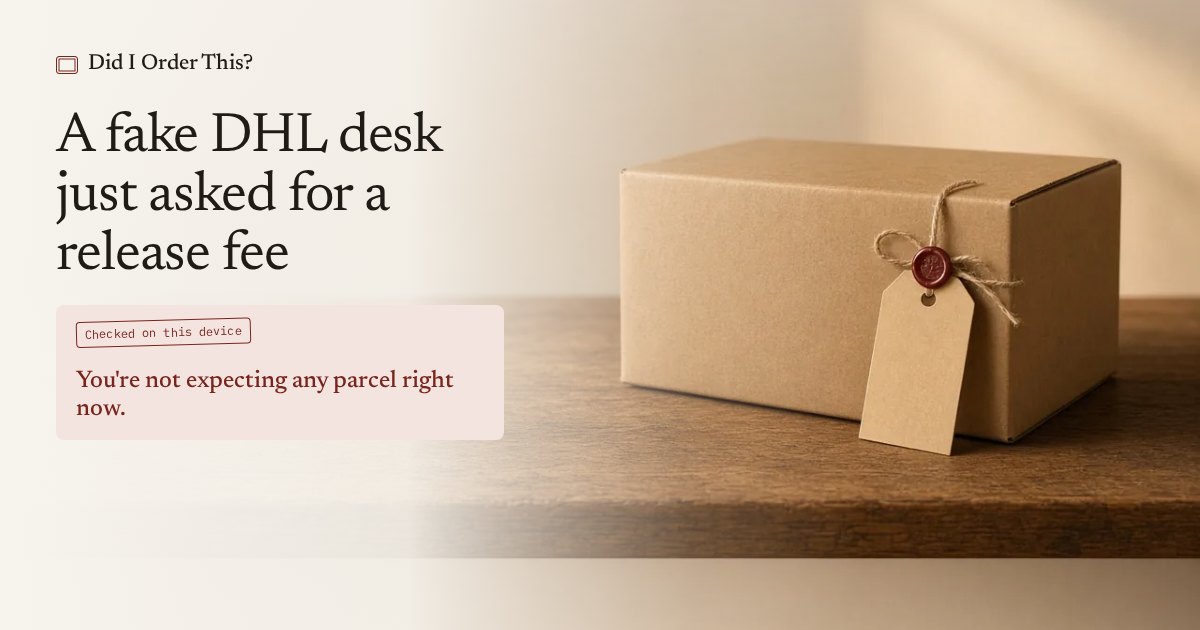 Did I Order This?
A fake DHL desk
just asked for a
release fee
Checked on this device
You're not expecting any parcel right
now.